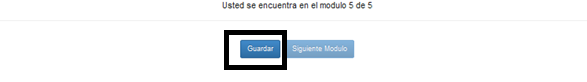 Usted se encuentra en el modulo 5 de 5
Guardar Siguiente Modulo